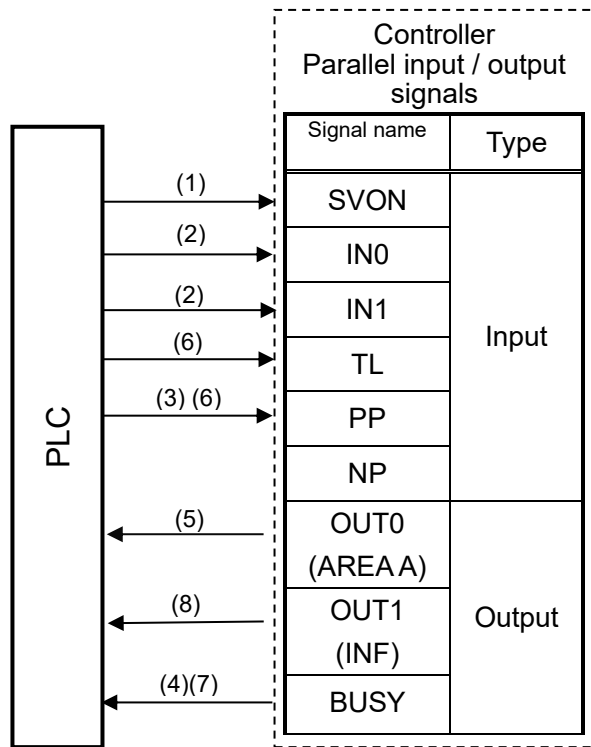 Controller
Parallel input / output
signals
Signal name
Type
(1)
SVON
(2)
IN0
(2)
IN1
Input
(6)
TL
(3) (6)
PP
PLC
NP
(5)
OUT0
(AREA A)
(8)
OUT1
Output
(INF)
(4)(7)
BUSY